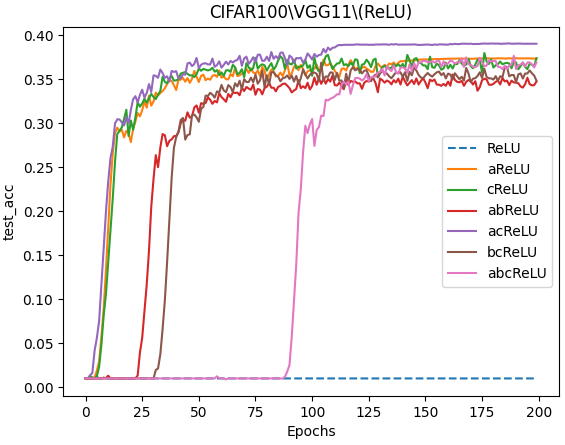 CIFAR100\VGG11\(ReLU)
0.40
0.35
0.30
0.25
0.20
0.15
0.10
0.05
0.00
test_acc
ReLU
aReLU
cReLU
abReLU
acReLU
bcReLU
abcReLU
0 25 50 75 100 125 150 175 200
Epochs